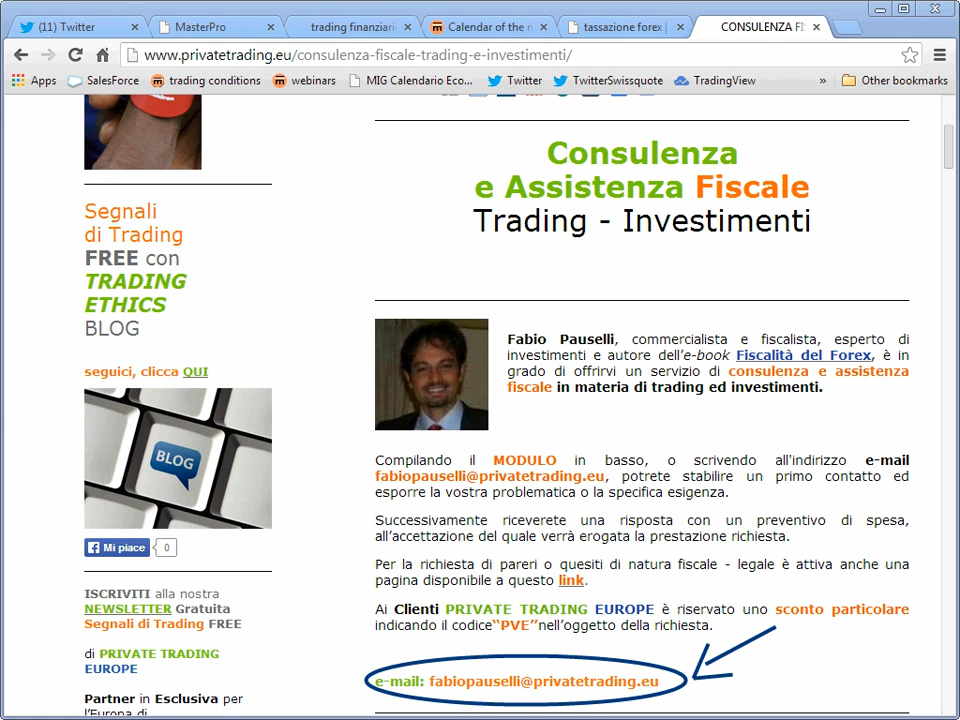 (11) Twitter
MasterPro
trading finanziari
Calendar of the n
tassazione forex |
CONSULENZA FI
www.privatetrading.eu/consulenza-fiscale-trading-e-investimenti/
Apps
SalesForce
trading conditions
webinars
MIG Calendario Eco...
Twitter
TwitterSwissquote
TradingView
»
Other bookmarks
Segnali
di Trading
FREE con
TRADING
ETHICS
BLOG
seguici, clicca QUI
BLOG
Mi piace 0
ISCRIVITI alla nostra
NEWSLETTER Gratuita
Segnali di Trading FREE
di PRIVATE TRADING
EUROPE
Partner in Esclusiva per
l'Europa di
Consulenza
e Assistenza Fiscale
Trading - Investimenti
Fabio Pauselli, commercialista e fiscalista, esperto di
investimenti e autore dell'e-book Fiscalità del Forex, è in
grado di offrirvi un servizio di consulenza e assistenza
fiscale in materia di trading ed investimenti.
Compilando il MODULO in basso, o scrivendo all'indirizzo e-mail
fabiopauselli@privatetrading.eu, potrete stabilire un primo contatto ed
esporre la vostra problematica o la specifica esigenza.
Successivamente riceverete una risposta con un preventivo di spesa,
all'accettazione del quale verrà erogata la prestazione richiesta.
Per la richiesta di pareri o quesiti di natura fiscale - legale è attiva anche una
pagina disponibile a questo link.
Ai Clienti PRIVATE TRADING EUROPE è riservato uno sconto particolare
indicando il codice“PVE”nell'oggetto della richiesta.
e-mail: fabiopauselli@privatetrading.eu